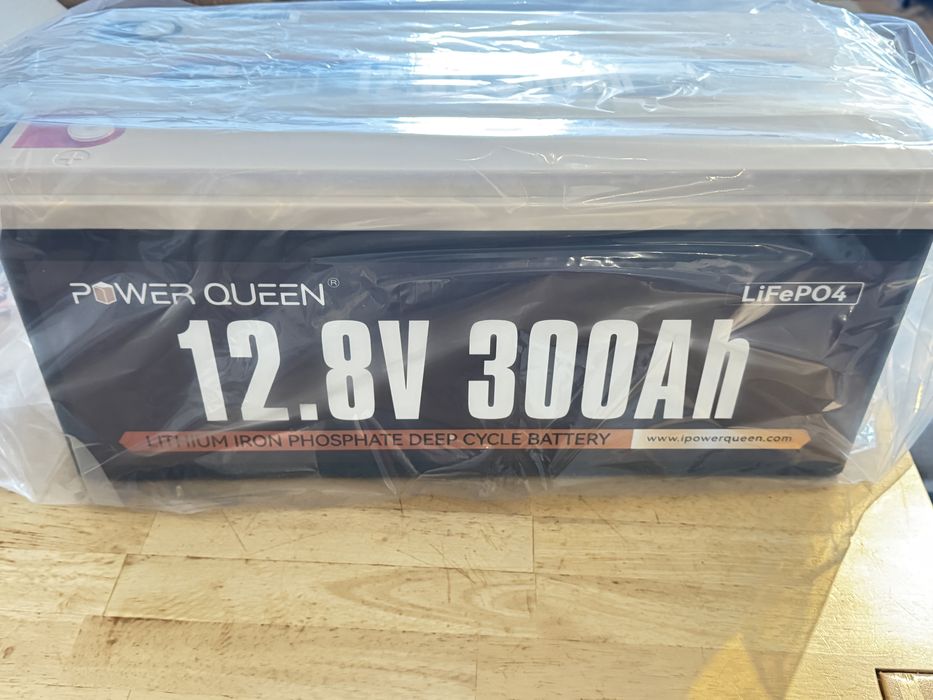 POWER QUEEN®
LiFePO4
12.8V 300Ah
LITHIUM IRON PHOSPHATE DEEP CYCLE BATTERY
www.ipowerqueen.com